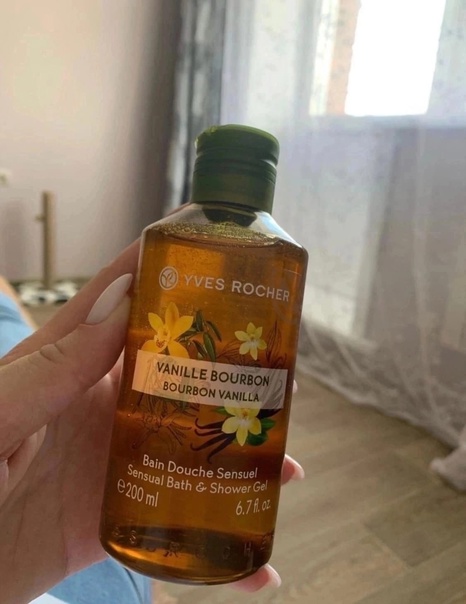 YVES ROCHER
VANILLE BOURBON
BOURBON VANILLA
Bain Douche Sensuel
Sensual Bath & Shower Gel
e 200 ml 6.7 fl. oz.